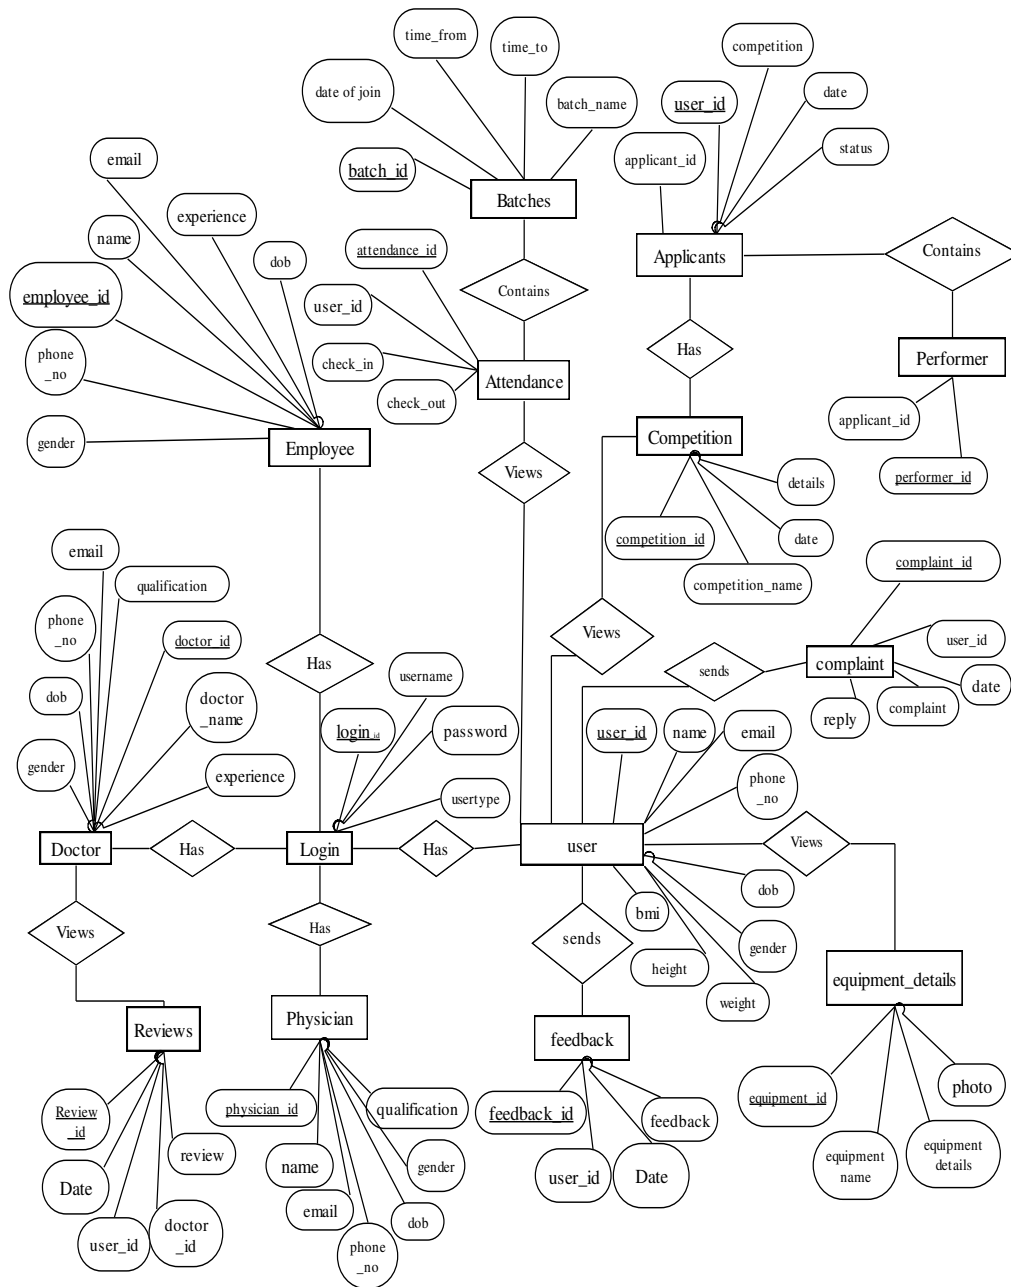 time_from
time_to
competition
date of join
batch_name
user_id
date
email
batch_id
applicant_id
status
Batches
experience
name
attendance_id
Applicants
Contains
dob
employee_id
Contains
user_id
phone
_no
check_in
Has
Performer
Attendance
check_out
applicant_id
gender
Employee
Competition
Views
details
performer_id
competition_id
date
email
complaint_id
qualification
competition_name
phone
_no
doctor_id
Views
user_id
Has
sends
complaint
username
date
dob
doctor
_name
reply
complaint
login_id
user_id
name
email
password
gender
experience
phone
_no
usertype
Doctor
Has
Login
Has
user
Views
dob
bmi
Views
Has
sends
gender
height
weight
equipment_details
Reviews
Physician
feedback
photo
Review
_id
physician_id
qualification
feedback_id
feedback
equipment_id
review
name
gender
equipment
details
Date
user_id
Date
equipment
name
email
dob
user_id
doctor
_id
phone
_no